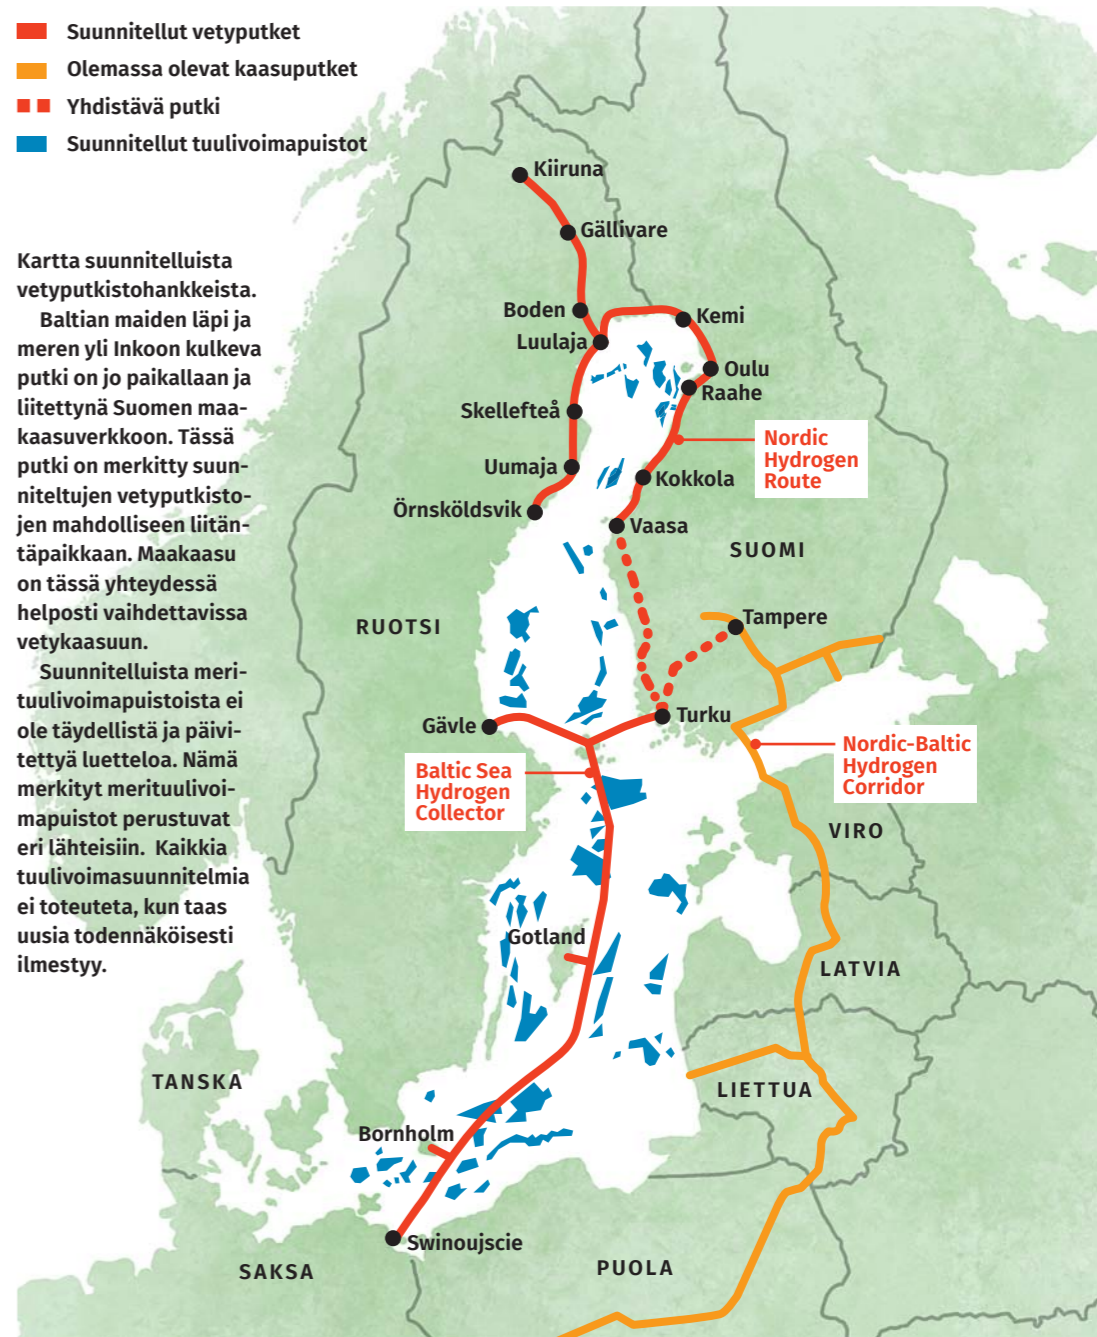 Suunnitellut vetyputket
Olemassa olevat kaasuputket
Yhdistävä putki
Suunnitellut tuulivoimapuistot
Kartta suunnitelluista
vetyputkistohankkeista.
Baltian maiden läpi ja
meren yli Inkoon kulkeva
putki on jo paikallaan ja
liitettynä Suomen maa-
kaasuverkkoon. Tässä
putki on merkitty suun-
niteltujen vetyputkisto-
jen mahdolliseen liitän-
täpaikkaan. Maakaasu
on tässä yhteydessä
helposti vaihdettavissa
vetykaasuun.
Suunnitelluista meri-
tuulivoimapuistoista ei
ole täydellistä ja päivi-
tettyä luetteloa. Nämä
merkityt merituulivoi-
mapuistot perustuvat
eri lähteisiin. Kaikkia
tuulivoimasuunnitelmia
ei toteuteta, kun taas
uusia todennäköisesti
ilmestyy.
Kiiruna
Gällivare
Boden
Luulaja
Kemi
Oulu
Raahe
Skellefteå
Nordic
Hydrogen
Route
Uumaja
Kokkola
Örnsköldsvik
Vaasa
SUOMI
RUOTSI
Tampere
Gävle
Turku
Baltic Sea
Hydrogen
Collector
Nordic-Baltic
Hydrogen
Corridor
VIRO
Gotland
LATVIA
TANSKA
LIETTUA
Bornholm
Swinoujscie
SAKSA
PUOLA